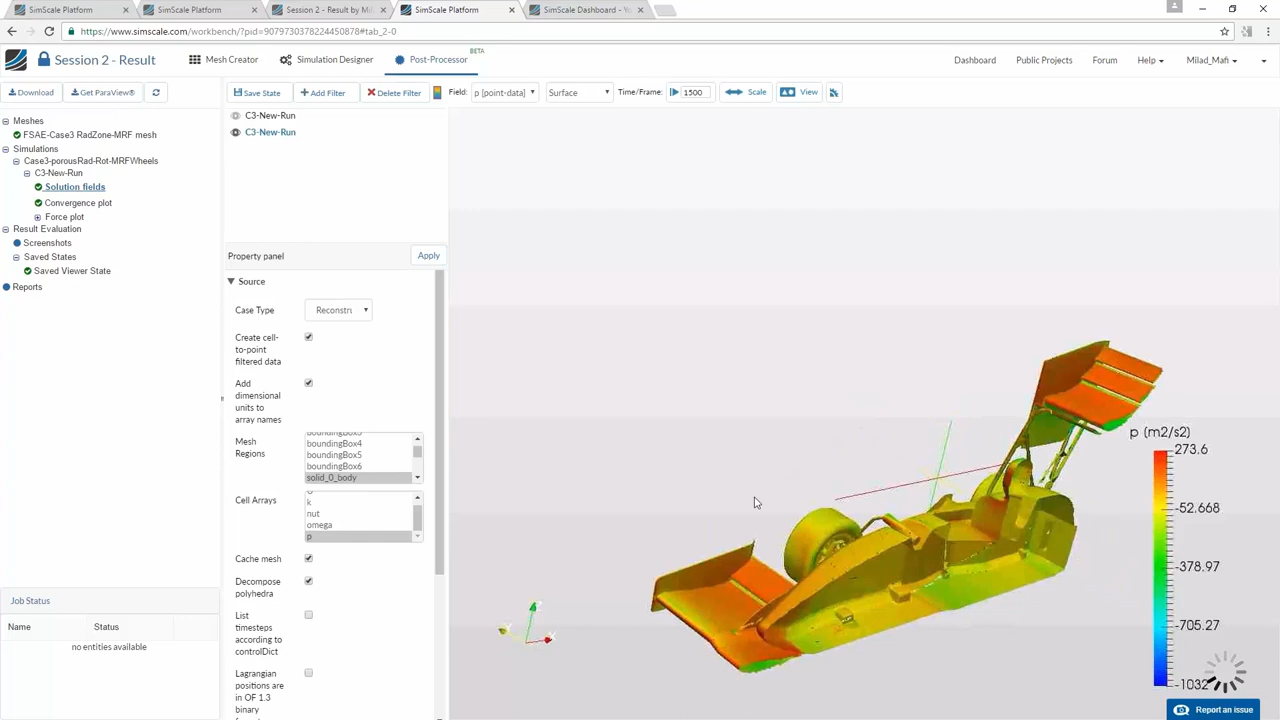 SimScale Platform
SimScale Platform
Session 2 - Result by Mil
SimScale Platform
SimScale Dashboard - Yo
https://www.simscale.com/workbench/?pid=9079730378224450878#tab_2-0
Session 2 - Result
Mesh Creator
Simulation Designer
Post-Processor
BETA
Dashboard
Public Projects
Forum
Help
Milad_Mafi
Download
Get ParaView®
Save State
Add Filter
Delete Filter
Field:
p [point-data]
Surface
Time/Frame:
1500
Scale
View
Meshes
FSAE-Case3 RadZone-MRF mesh
Simulations
Case3-porousRad-Rot-MRFWheels
C3-New-Run
Solution fields
Convergence plot
Force plot
Result Evaluation
Screenshots
Saved States
Saved Viewer State
Reports
C3-New-Run
C3-New-Run
Property panel
Apply
Source
Case Type
Reconstru
Create cell-
to-point
filtered data
Add
dimensional
units to
array names
Mesh
Regions
boundingBox3
boundingBox4
boundingBox5
boundingBox6
solid_0_body
Cell Arrays
k
nut
omega
p
Cache mesh
Decompose
polyhedra
List
timesteps
according to
controlDict
Lagrangian
positions are
in OF 1.3
binary
Job Status
Name
Status
no entities available
p (m2/s2)
273.6
-52.668
-378.97
-705.27
-1032
Report an issue